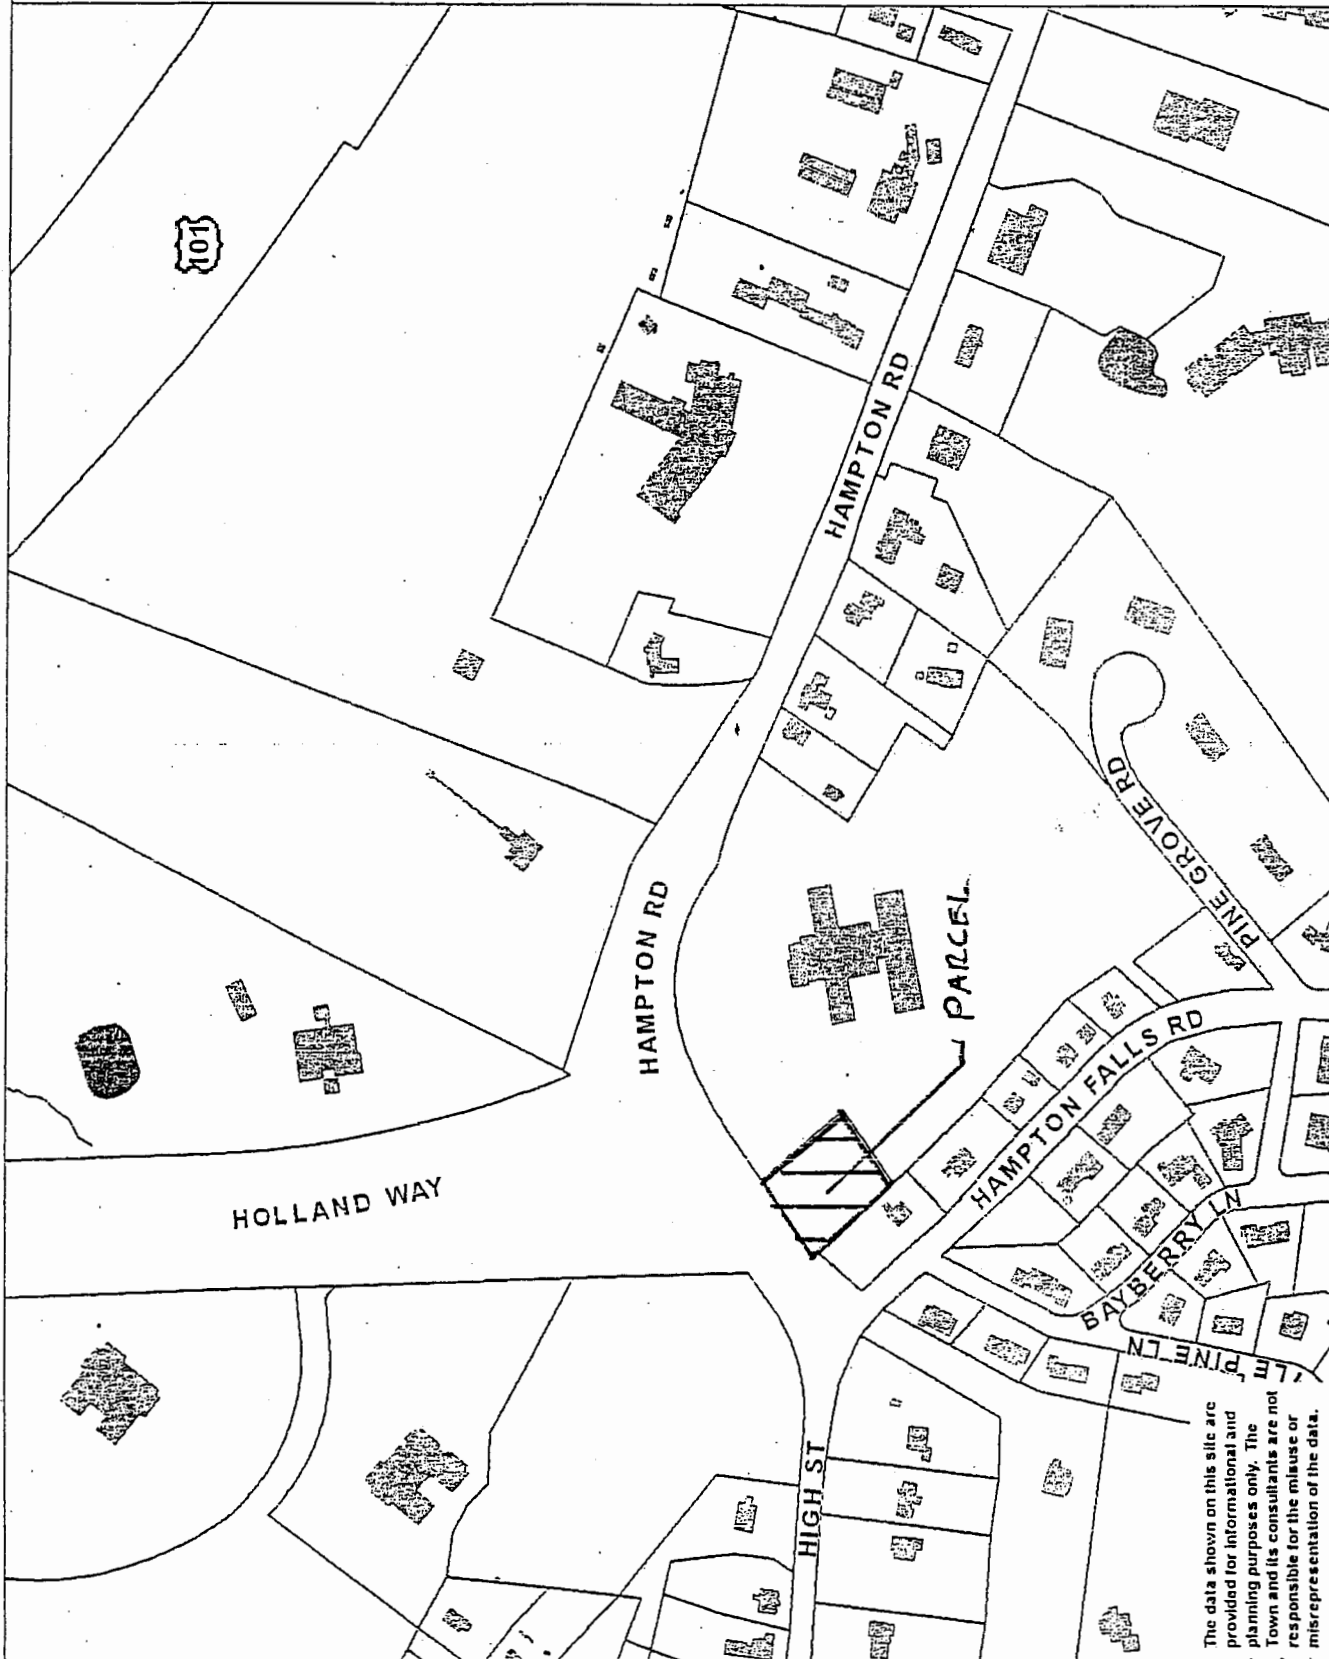 101
HAMPTON RD
HAMPTON RD
HOLLAND WAY
PARCEL
PINE GROVE RD
HAMPTON FALLS RD
BAYBERRY LN
LE PINE LN
HIGH ST
The data shown on this site are
provided for informational and
planning purposes only. The
Town and its consultants are not
responsible for the misuse or
misrepresentation of the data.